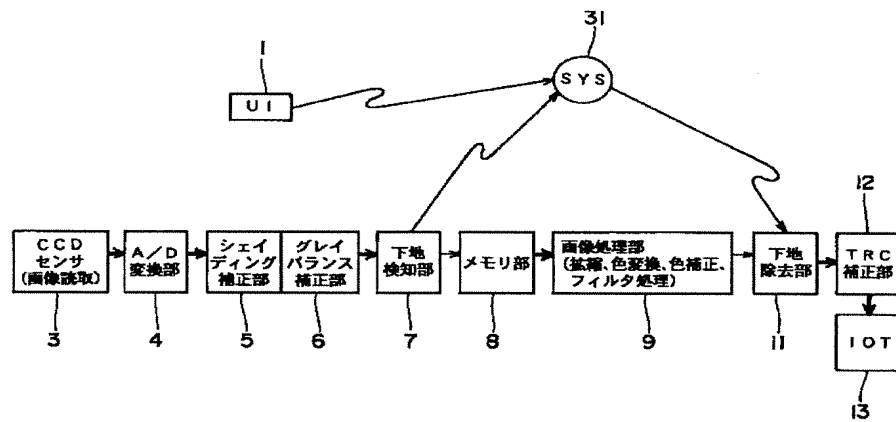 31
1
SYS
UI
12
CCD
センサ
(画像読取)
A/D
変換部
シェイ
ディング
補正部
グレイ
バランス
補正部
下地
検知部
メモリ部
画像処理部
(拡縮、色変換、色補正、
フィルタ処理)
下地
除去部
TRC
補正部
3
4
5
6
7
8
9
11
IOT
13